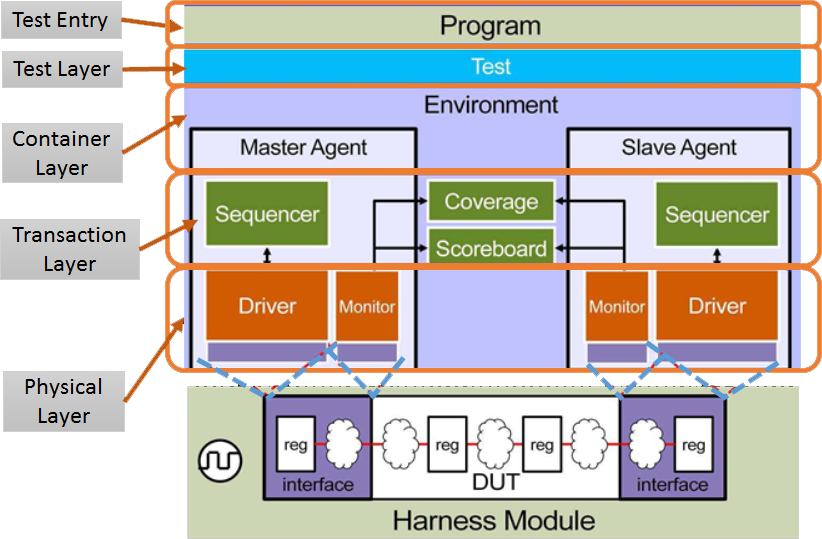 Test Entry
Program
Test Layer
Test
Environment
Container
Layer
Master Agent
Slave Agent
Transaction
Layer
Sequencer
Coverage
Scoreboard
Sequencer
Driver
Monitor
Monitor
Driver
Physical
Layer
reg
interface
reg
reg
DUT
reg
interface
Harness Module